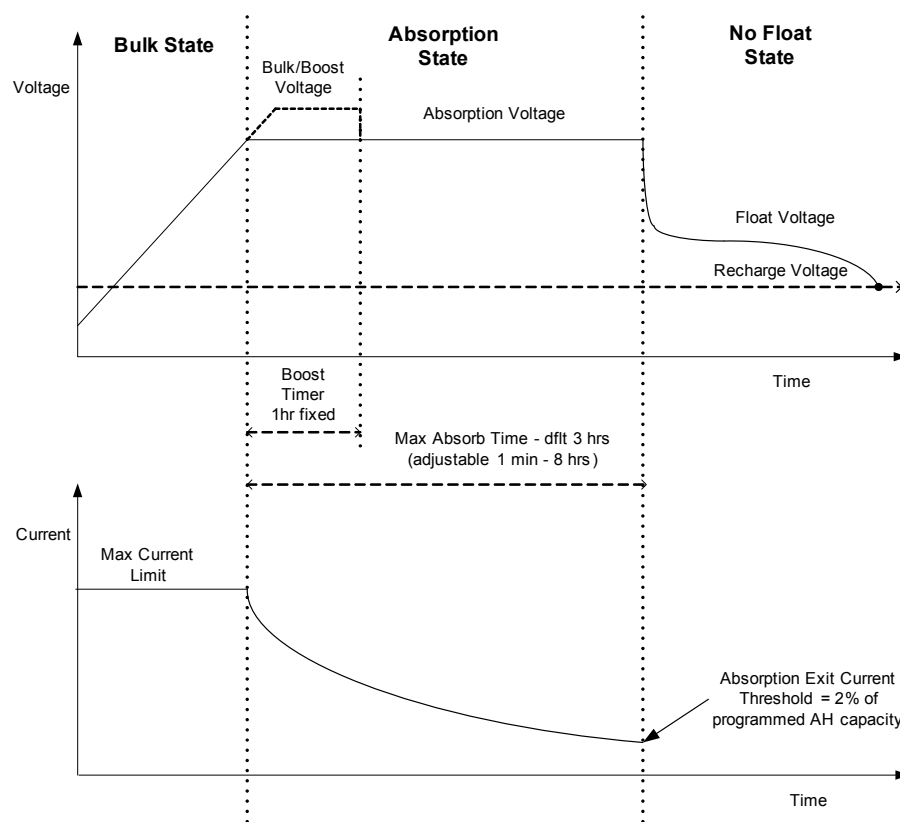 Bulk State
Absorption
State
No Float
State
Voltage
Bulk/Boost
Voltage
Absorption Voltage
Float Voltage
Recharge Voltage
Time
Boost
Timer
1hr fixed
Max Absorb Time - dflt 3 hrs
(adjustable 1 min - 8 hrs)
Current
Max Current
Limit
Absorption Exit Current
Threshold = 2% of
programmed AH capacity
Time